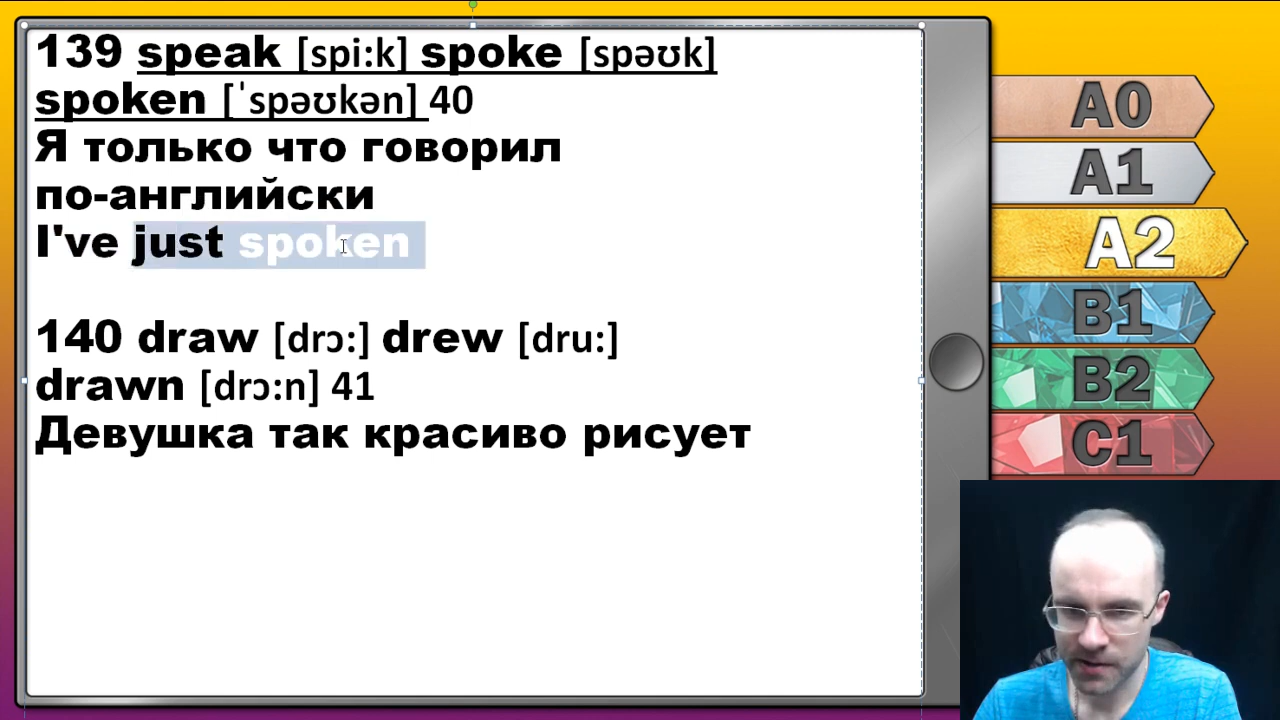 139 speak [spi:k] spoke [spəʊk]
spoken [ˈspəʊkən] 40
Я только что говорил
по-английски
I've just spoken
140 draw [drɔ:] drew [dru:]
drawn [drɔ:n] 41
Девушка так красиво рисует
A0
A1
A2
B1
B2
C1